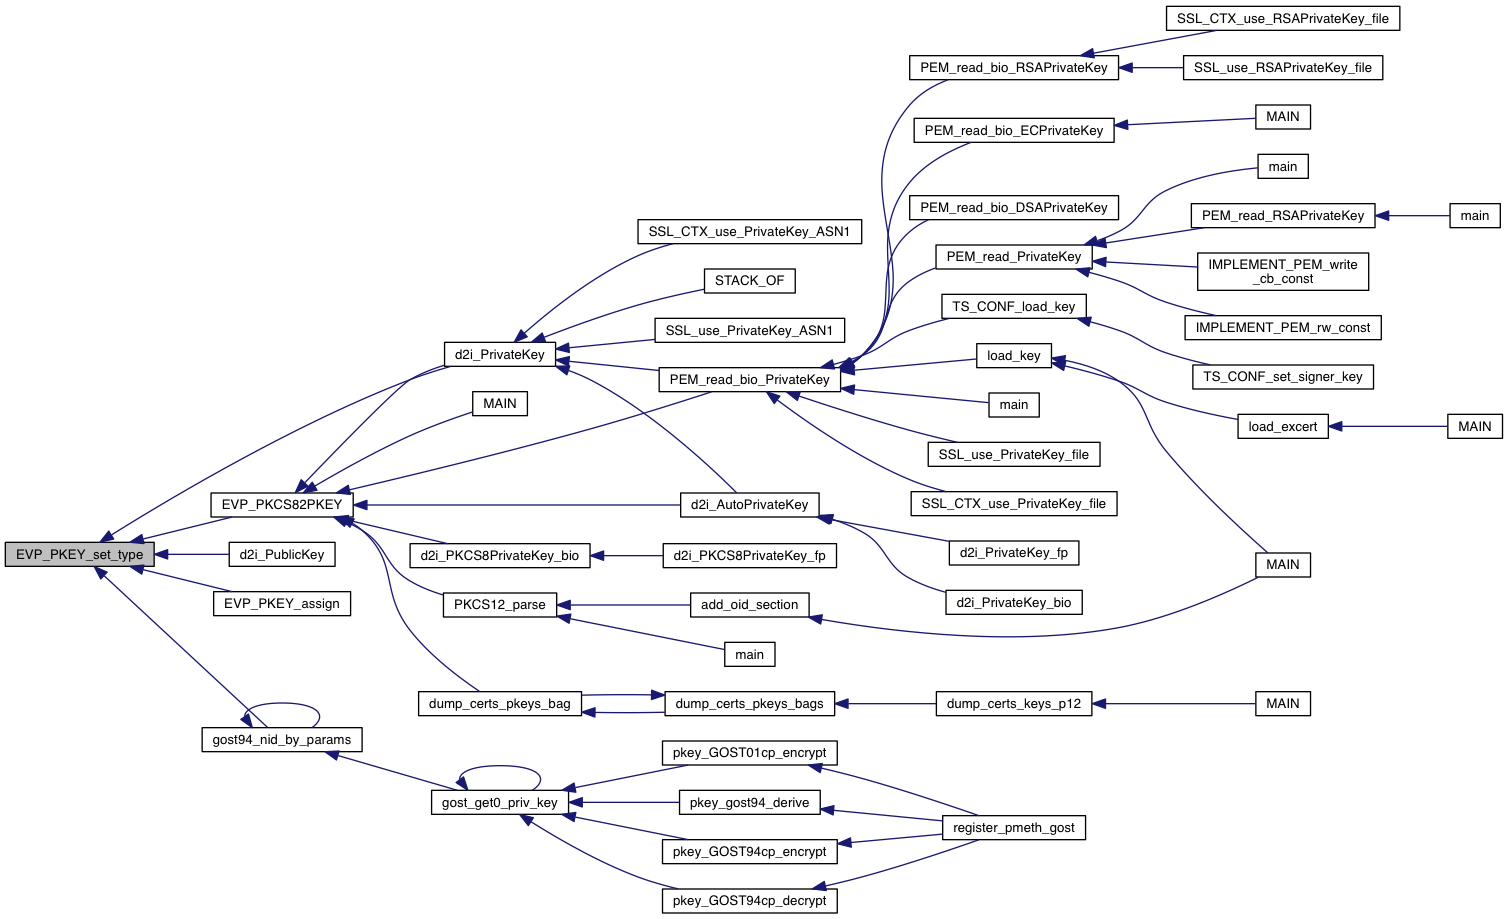 SSL_CTX_use_RSAPrivateKey_file
PEM_read_bio_RSAPrivateKey
SSL_use_RSAPrivateKey_file
MAIN
PEM_read_bio_ECPrivateKey
main
PEM_read_bio_DSAPrivateKey
PEM_read_RSAPrivateKey
main
SSL_CTX_use_PrivateKey_ASN1
PEM_read_PrivateKey
IMPLEMENT_PEM_write
_cb_const
STACK_OF
TS_CONF_load_key
IMPLEMENT_PEM_rw_const
SSL_use_PrivateKey_ASN1
d2i_PrivateKey
load_key
PEM_read_bio_PrivateKey
TS_CONF_set_signer_key
MAIN
main
load_excert
MAIN
SSL_use_PrivateKey_file
EVP_PKCS82PKEY
d2i_AutoPrivateKey
SSL_CTX_use_PrivateKey_file
EVP_PKEY_set_type
d2i_PublicKey
d2i_PKCS8PrivateKey_bio
d2i_PKCS8PrivateKey_fp
d2i_PrivateKey_fp
MAIN
EVP_PKEY_assign
PKCS12_parse
add_oid_section
d2i_PrivateKey_bio
main
dump_certs_pkeys_bag
dump_certs_pkeys_bags
dump_certs_keys_p12
MAIN
gost94_nid_by_params
pkey_GOST01cp_encrypt
gost_get0_priv_key
pkey_gost94_derive
register_pmeth_gost
pkey_GOST94cp_encrypt
pkey_GOST94cp_decrypt